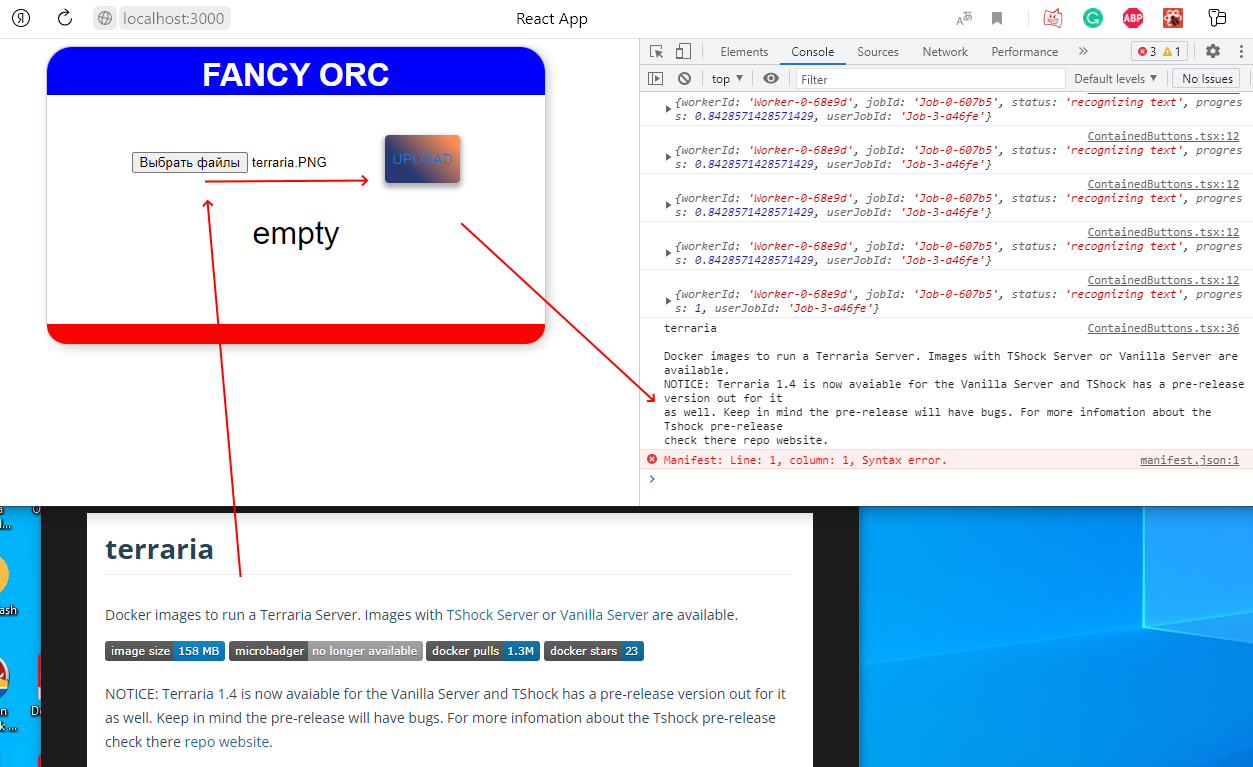 localhost:3000
React App
ABP
FANCY ORC
Выбрать файлы terraria.PNG
UPLOAD
empty
Elements Console Sources Network Performance » 3 1
top ▼ Filter Default levels ▼ No Issues
{workerId: 'Worker-0-68e9d', jobId: 'Job-0-607b5', status: 'recognizing text', progres
s: 0.8428571428571429, userJobId: 'Job-3-a46fe'}
ContainedButtons.tsx:12
{workerId: 'Worker-0-68e9d', jobId: 'Job-0-607b5', status: 'recognizing text', progres
s: 0.8428571428571429, userJobId: 'Job-3-a46fe'}
ContainedButtons.tsx:12
{workerId: 'Worker-0-68e9d', jobId: 'Job-0-607b5', status: 'recognizing text', progres
s: 0.8428571428571429, userJobId: 'Job-3-a46fe'}
ContainedButtons.tsx:12
{workerId: 'Worker-0-68e9d', jobId: 'Job-0-607b5', status: 'recognizing text', progres
s: 0.8428571428571429, userJobId: 'Job-3-a46fe'}
ContainedButtons.tsx:12
{workerId: 'Worker-0-68e9d', jobId: 'Job-0-607b5', status: 'recognizing text', progres
s: 1, userJobId: 'Job-3-a46fe'}
terraria ContainedButtons.tsx:36
Docker images to run a Terraria Server. Images with TShock Server or Vanilla Server are
available.
NOTICE: Terraria 1.4 is now avaiable for the Vanilla Server and TShock has a pre-release
version out for it
as well. Keep in mind the pre-release will have bugs. For more infomation about the
Tshock pre-release
check there repo website.
Manifest: Line: 1, column: 1, Syntax error. manifest.json:1
terraria
Docker images to run a Terraria Server. Images with TShock Server or Vanilla Server are available.
image size 158 MB microbadger no longer available docker pulls 1.3M docker stars 23
NOTICE: Terraria 1.4 is now avaiable for the Vanilla Server and TShock has a pre-release version out for it
as well. Keep in mind the pre-release will have bugs. For more infomation about the Tshock pre-release
check there repo website.